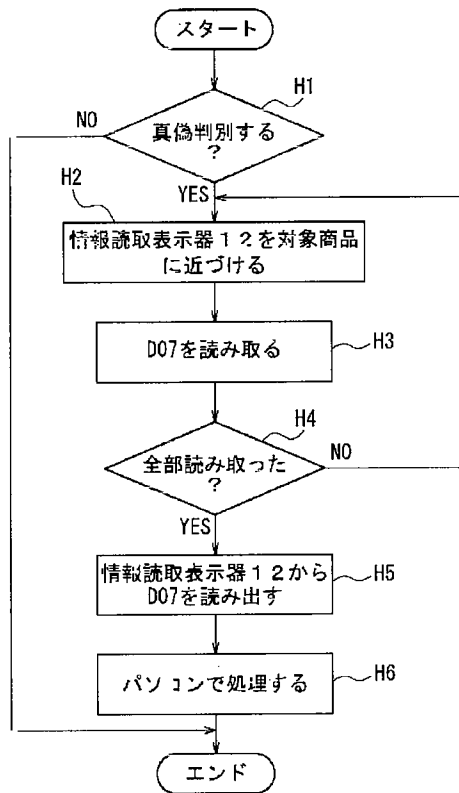 スタート
H1
NO
真偽判別する
?
H2
YES
情報読取表示器12を対象商品
に近づける
D07を読み取る
H3
H4
全部読み取った
?
NO
YES
情報読取表示器12から
D07を読み出す
H5
パソコンで処理する
H6
エンド